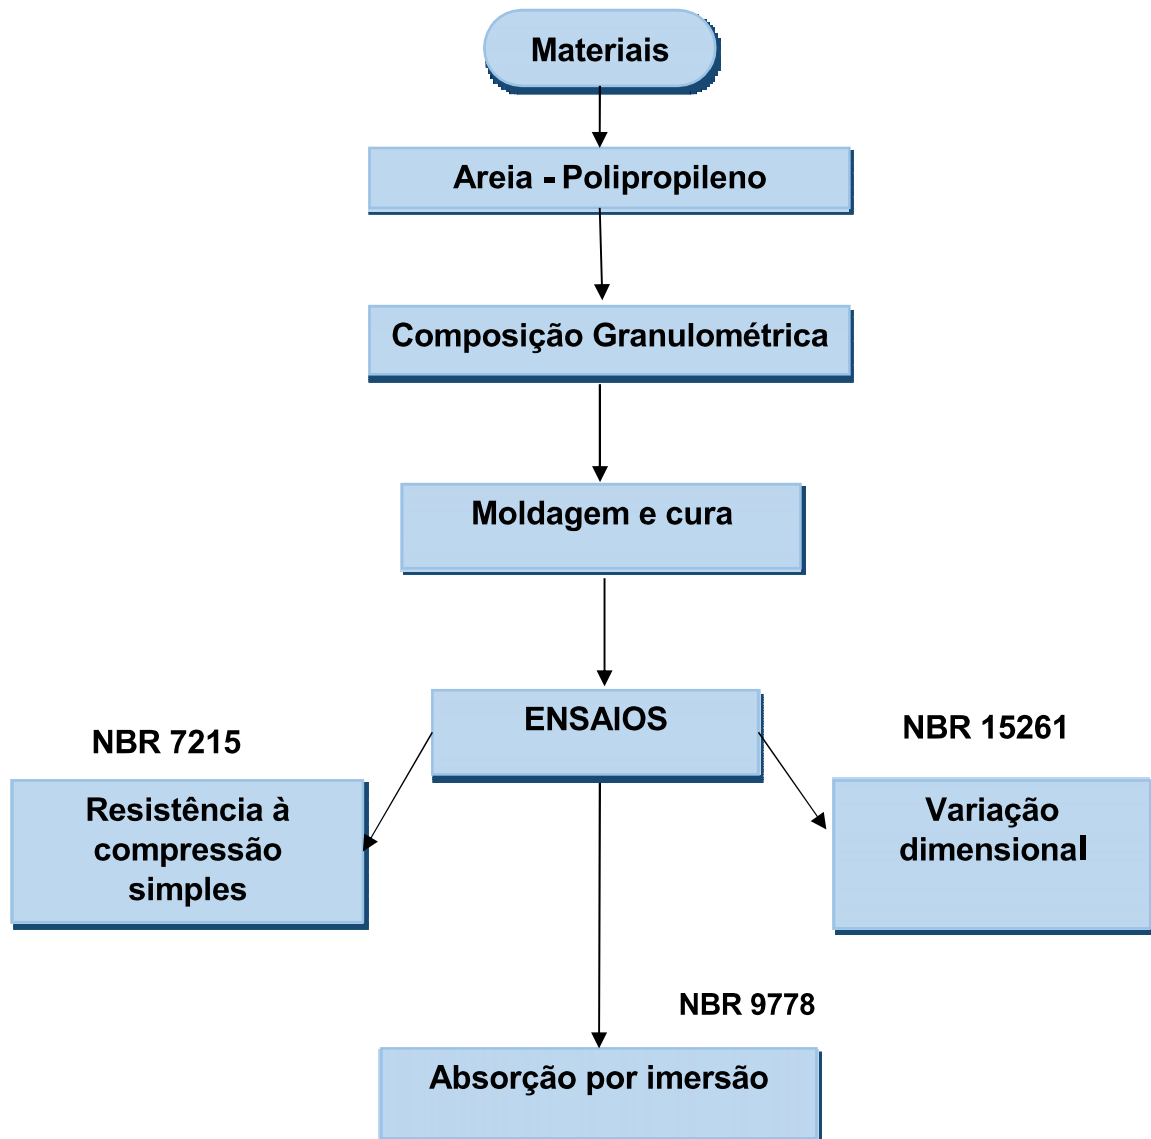 Materiais
Areia - Polipropileno
Composição Granulométrica
Moldagem e cura
ENSAIOS
NBR 7215
Resistência à
compressão
simples
NBR 15261
Variação
dimensional
NBR 9778
Absorção por imersão